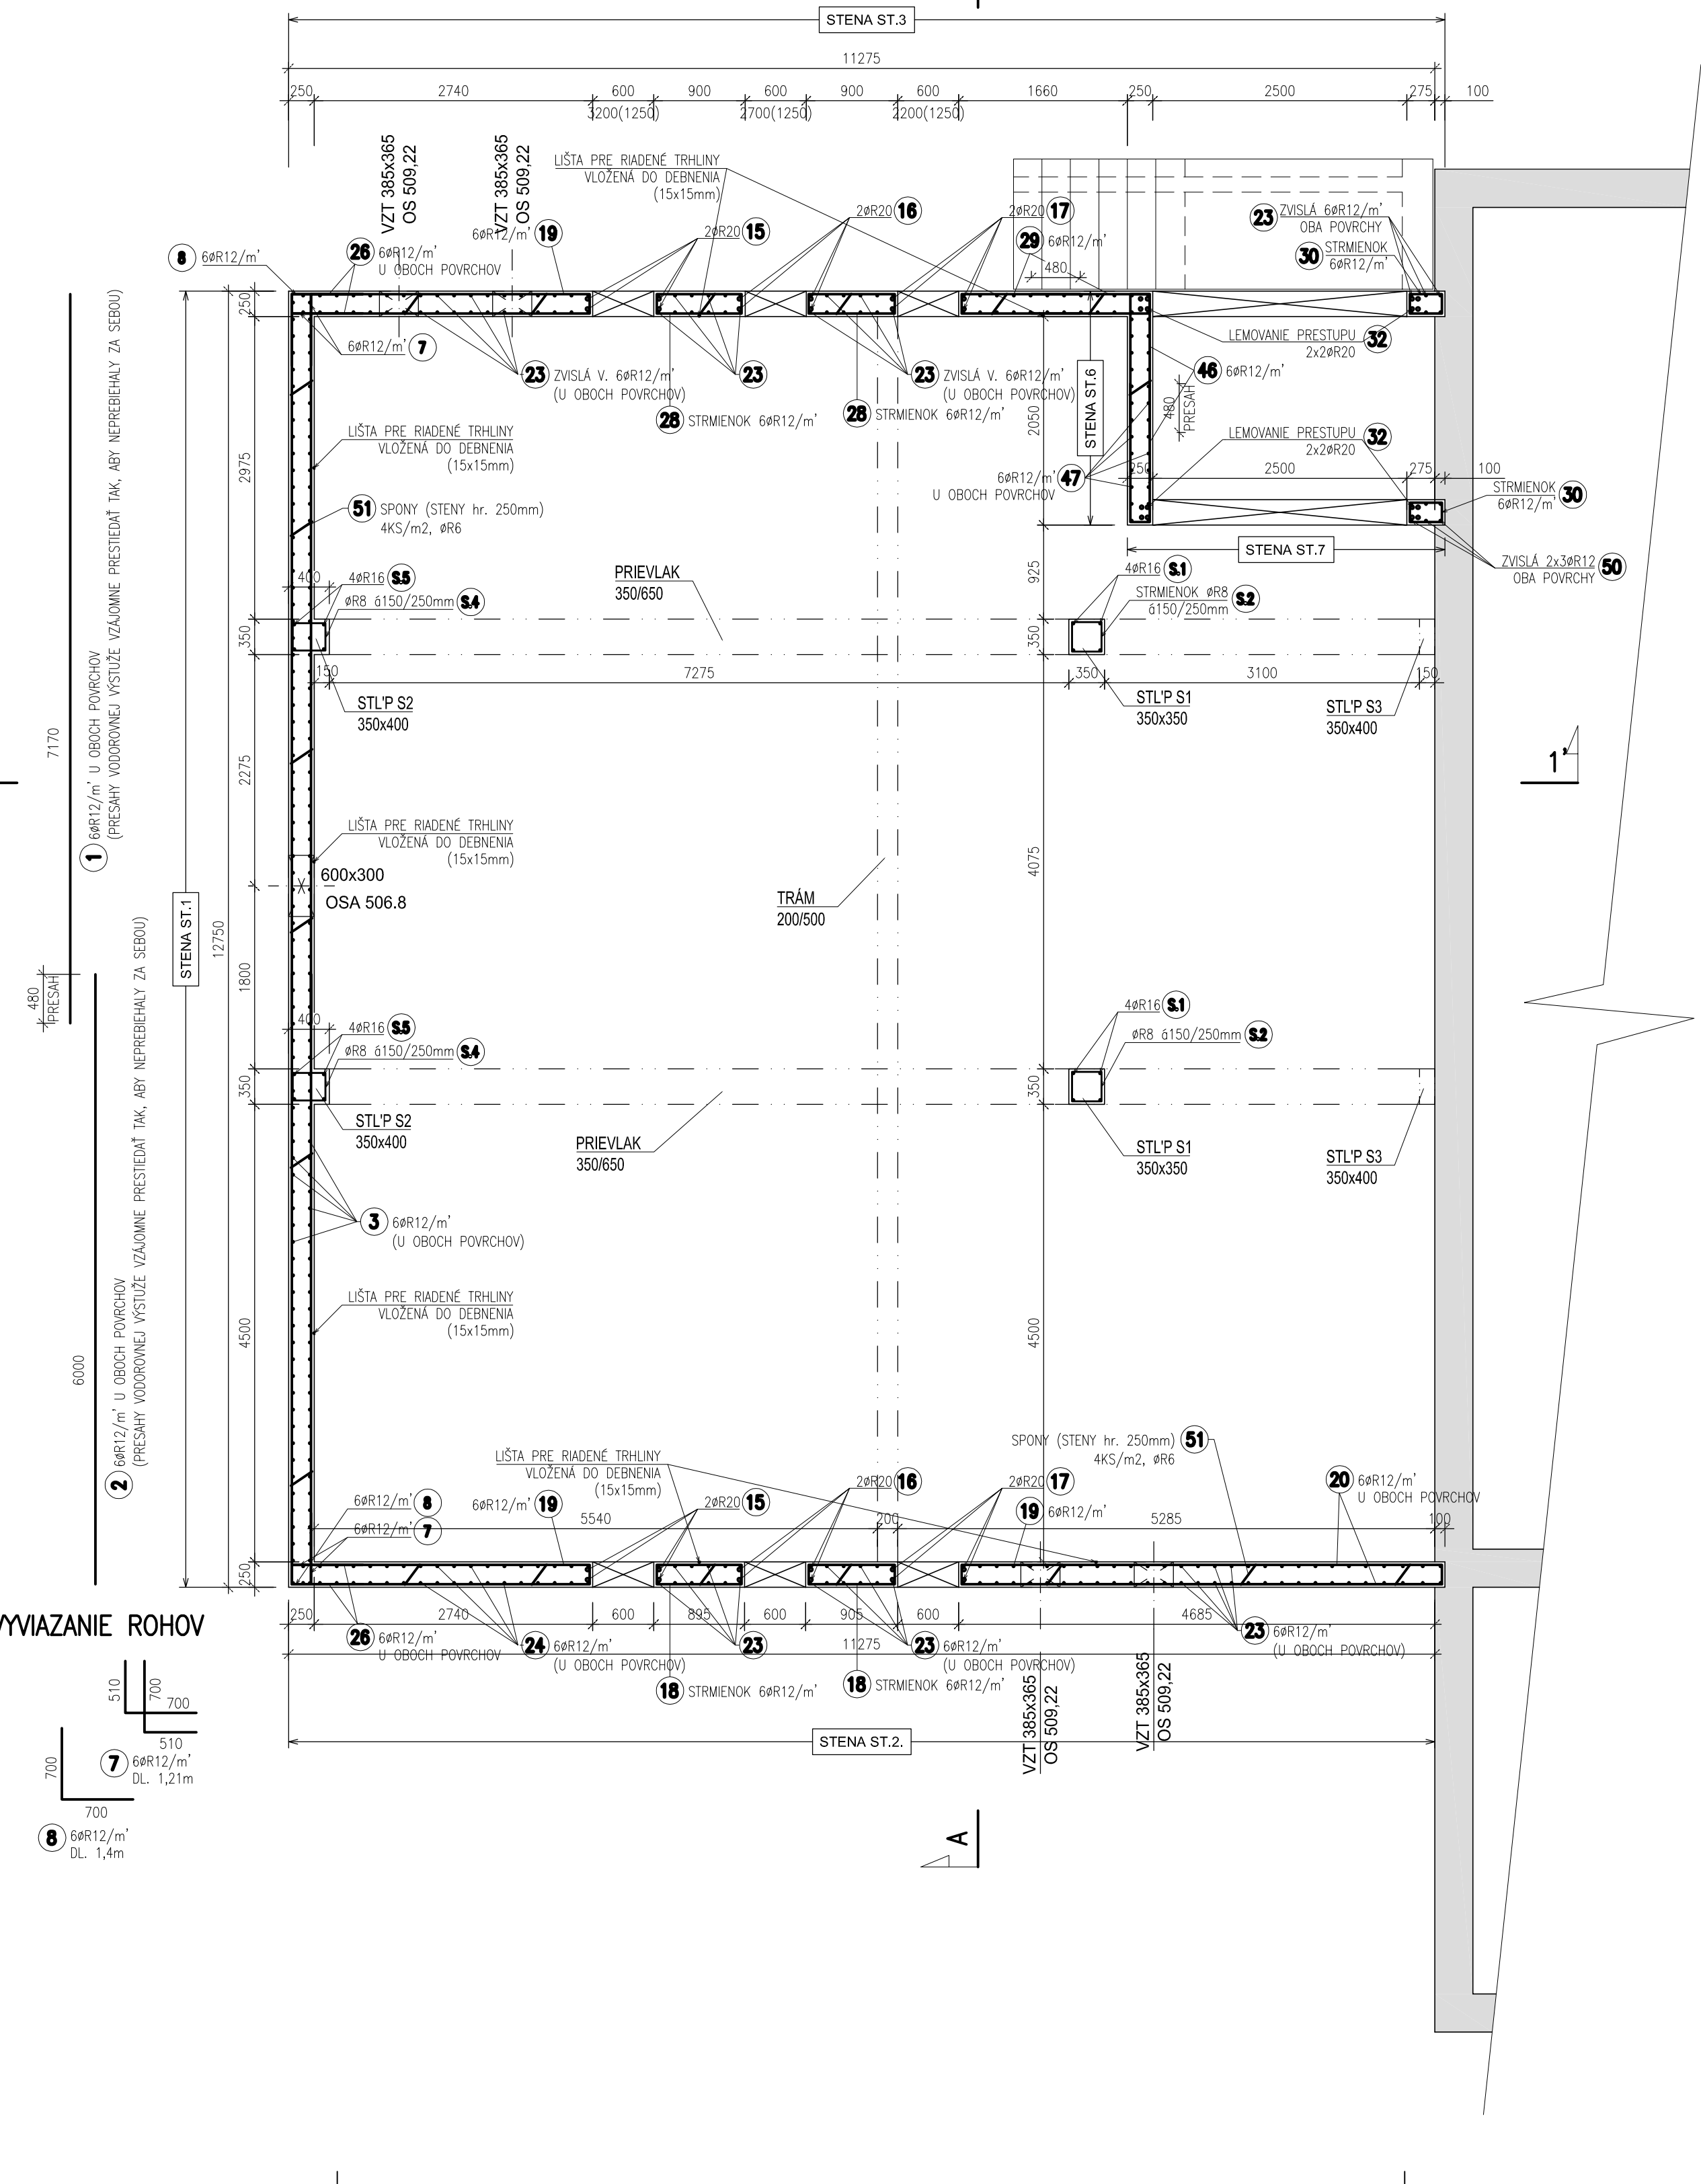 STENA ST.3
11275
250 2740 600 900 600 900 600 1660 250 2500 275 100
3200(1250) 2700(1250) 2200(1250)
VZT 385x365
OS 509,22
VZT 385x365
OS 509,22
LIŠTA PRE RIADENÉ TRHLINY
VLOŽENÁ DO DEBNENIA
(15x15mm)
8 6øR12/m'
26 6øR12/m'
U OBOCH POVRCHOV
6øR12/m' 19
2øR20 15
2øR20 16
2øR20 17
29 6øR12/m'
480
23 ZVISLÁ 6øR12/m'
OBA POVRCHY
30 STRMIENOK
6øR12/m'
250
6øR12/m' 7
23 ZVISLÁ V. 6øR12/m'
(U OBOCH POVRCHOV)
23
23 ZVISLÁ V. 6øR12/m'
(U OBOCH POVRCHOV)
28 STRMIENOK 6øR12/m'
28 STRMIENOK 6øR12/m'
LEMOVANIE PRESTUPU 32
2x2øR20
46 6øR12/m'
480
PRESAH
STENA ST.6
2050
LEMOVANIE PRESTUPU 32
2x2øR20
6øR12/m' 47
U OBOCH POVRCHOV
250 2500 275 100
STRMIENOK 30
6øR12/m'
STENA ST.7
ZVISLÁ 2x3øR12 50
OBA POVRCHY
LIŠTA PRE RIADENÉ TRHLINY
VLOŽENÁ DO DEBNENIA
(15x15mm)
2975
51 SPONY (STENY hr. 250mm)
4KS/m2, øR6
400
4øR16 S.5
øR8 á150/250mm S.4
PRIEVLAK
350/650
925
4øR16 S.1
STRMIENOK øR8 S.2
á150/250mm
350
350
150 7275 350 3100 150
STL'P S2
350x400
STL'P S1
350x350
STL'P S3
350x400
1'
7170
1 6øR12/m' U OBOCH POVRCHOV
(PRESAHY VODOROVNEJ VÝSTUŽE VZÁJOMNE PRESTIEDAŤ TAK, ABY NEPREBIEHALY ZA SEBOU)
2275
LIŠTA PRE RIADENÉ TRHLINY
VLOŽENÁ DO DEBNENIA
(15x15mm)
600x300
OSA 506.8
4075
TRÁM
200/500
STENA ST.1
12750
1800
480
PRESAH
400
4øR16 S.5
øR8 á150/250mm S.4
4øR16 S.1
øR8 á150/250mm S.2
350
350
STL'P S2
350x400
PRIEVLAK
350/650
STL'P S1
350x350
STL'P S3
350x400
3 6øR12/m'
(U OBOCH POVRCHOV)
LIŠTA PRE RIADENÉ TRHLINY
VLOŽENÁ DO DEBNENIA
(15x15mm)
4500
4500
6000
2 6øR12/m' U OBOCH POVRCHOV
(PRESAHY VODOROVNEJ VÝSTUŽE VZÁJOMNE PRESTIEDAŤ TAK, ABY NEPREBIEHALY ZA SEBOU)
LIŠTA PRE RIADENÉ TRHLINY
VLOŽENÁ DO DEBNENIA
(15x15mm)
SPONY (STENY hr. 250mm) 51
4KS/m2, øR6
6øR12/m' 8
6øR12/m' 7
6øR12/m' 19
2øR20 15
2øR20 16
2øR20 17
19 6øR12/m'
20 6øR12/m'
U OBOCH POVRCHOV
5540 200 5285 100
250
250 2740 600 895 600 905 600 4685
11275
26 6øR12/m'
U OBOCH POVRCHOV
24 6øR12/m'
(U OBOCH POVRCHOV)
23
23 6øR12/m'
(U OBOCH POVRCHOV)
23 6øR12/m'
(U OBOCH POVRCHOV)
18 STRMIENOK 6øR12/m'
18 STRMIENOK 6øR12/m'
VZT 385x365
OS 509,22
VZT 385x365
OS 509,22
STENA ST.2.
VYVIAZANIE ROHOV
510
700
700
510
7 6øR12/m'
DL. 1,21m
700
700
8 6øR12/m'
DL. 1,4m
A